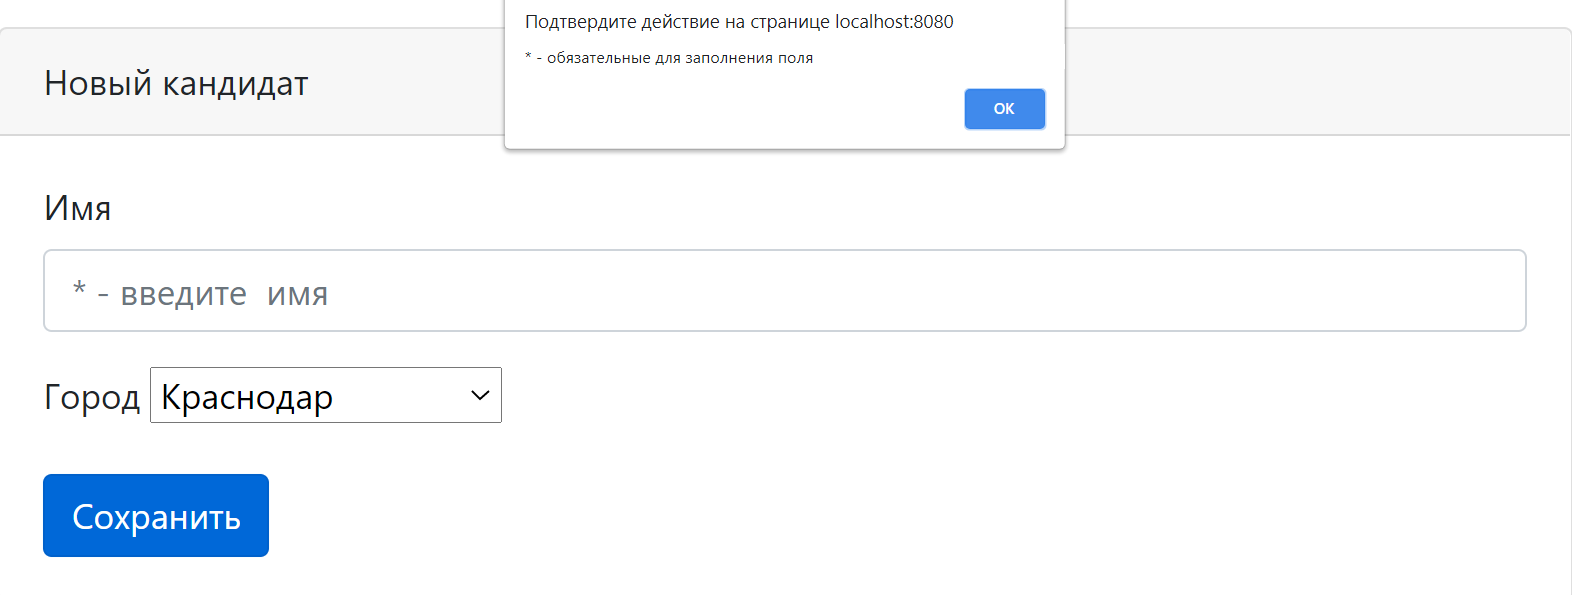 Подтвердите действие на странице localhost:8080
* - обязательные для заполнения поля
OK
Новый кандидат
Имя
* - введите  имя
Город Краснодар
Сохранить